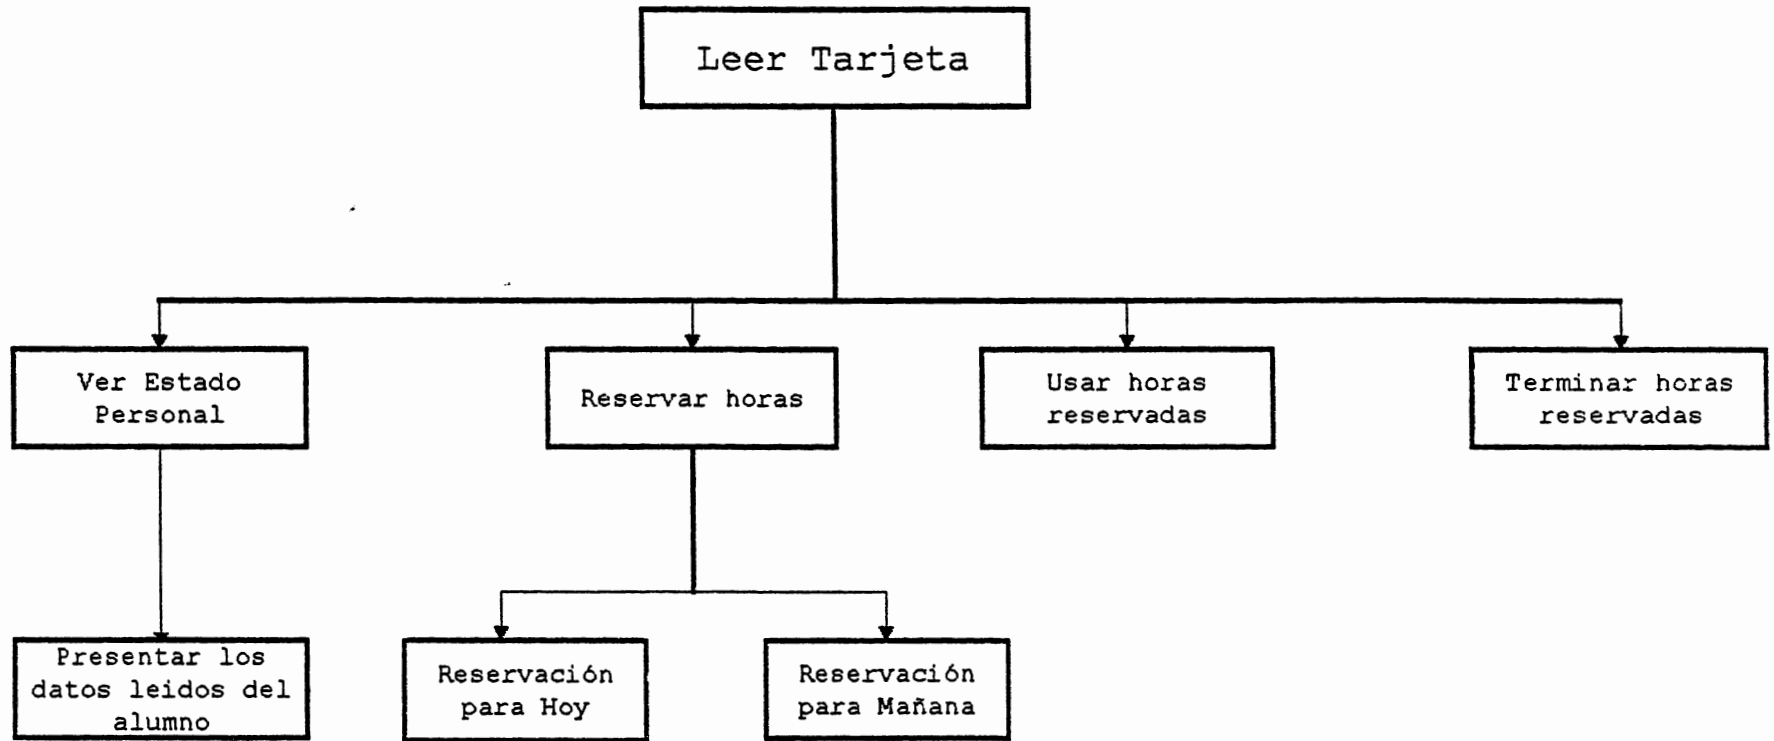 Leer Tarjeta
Ver Estado
Personal
Reservar horas
Usar horas
reservadas
Terminar horas
reservadas
Presentar los
datos leidos del
alumno
Reservación
para Hoy
Reservación
para Mañana